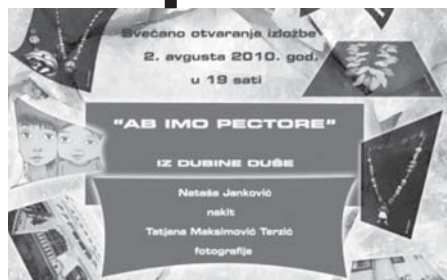 Svečano otvaranja izložbe
2. avgusta 2010. god.
u 19 sati
"AB IMO PECTORE"
IZ DUBINE DUŠE
Nataša Janković
nakit
Tatjana Maksimović Terzić
fotografije